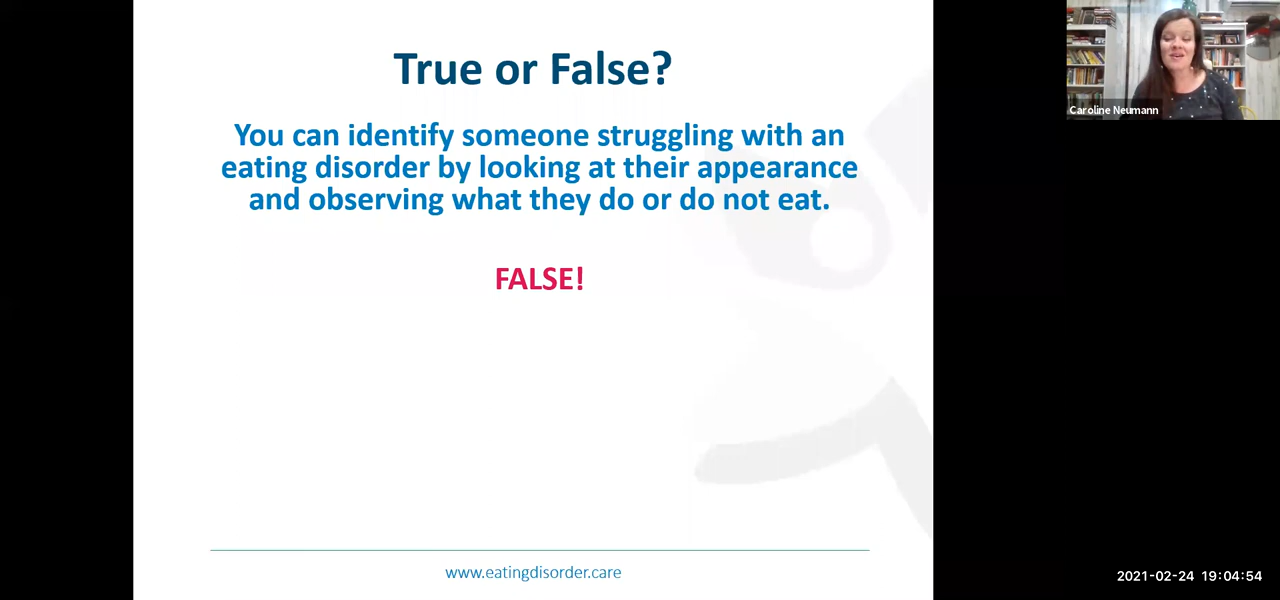 True or False?
You can identify someone struggling with an
eating disorder by looking at their appearance
and observing what they do or do not eat.
FALSE!
www.eatingdisorder.care
Caroline Neumann
2021-02-24 19:04:54